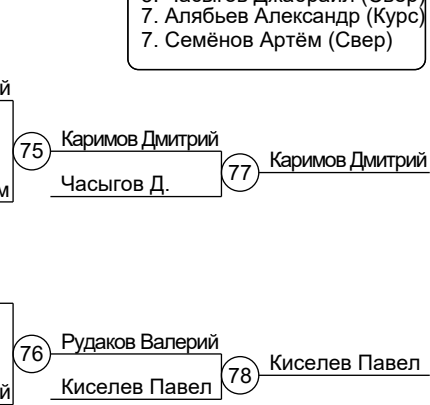 7. Алябьев Александр (Курс)
7. Семёнов Артём (Свер)
75
Каримов Дмитрий
Часыгов Д.
77
Каримов Дмитрий
76
Рудаков Валерий
Киселев Павел
78
Киселев Павел